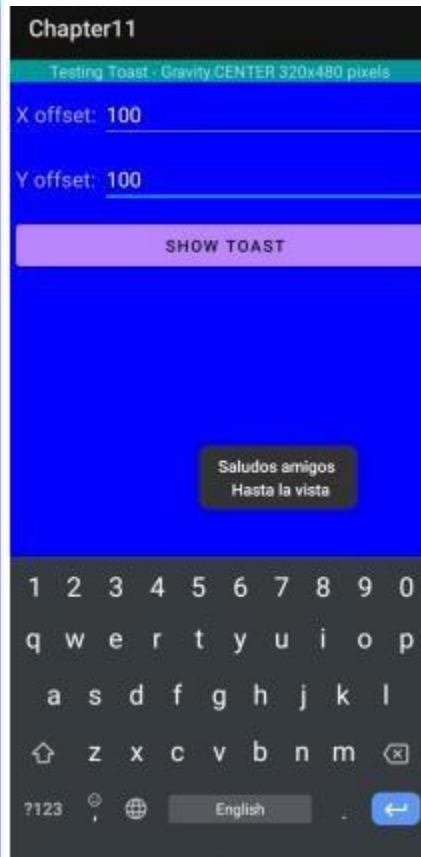 Chapter11
Testing Toast - Gravity.CENTER 320x480 pixels
X offset: 100
Y offset: 100
SHOW TOAST
Saludos amigos
Hasta la vista
1 2 3 4 5 6 7 8 9 0
q w e r t y u i o p
a s d f g h j k l
z x c v b n m
?123 , English .